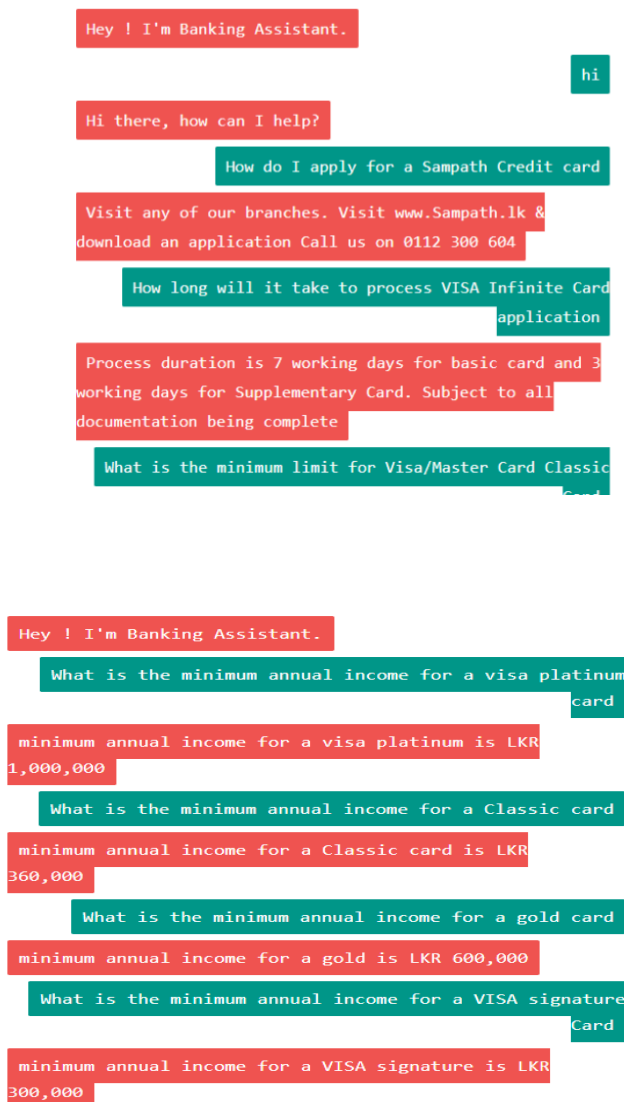 Hey ! I'm Banking Assistant.
hi
Hi there, how can I help?
How do I apply for a Sampath Credit card
Visit any of our branches. Visit www.Sampath.lk &
download an application Call us on 0112 300 604
How long will it take to process VISA Infinite Card
application
Process duration is 7 working days for basic card and 3
working days for Supplementary Card. Subject to all
documentation being complete
What is the minimum limit for Visa/Master Card Classic
Card
Hey ! I'm Banking Assistant.
What is the minimum annual income for a visa platinum
card
minimum annual income for a visa platinum is LKR
1,000,000
What is the minimum annual income for a Classic card
minimum annual income for a Classic card is LKR
360,000
What is the minimum annual income for a gold card
minimum annual income for a gold is LKR 600,000
What is the minimum annual income for a VISA signature
Card
minimum annual income for a VISA signature is LKR
300,000